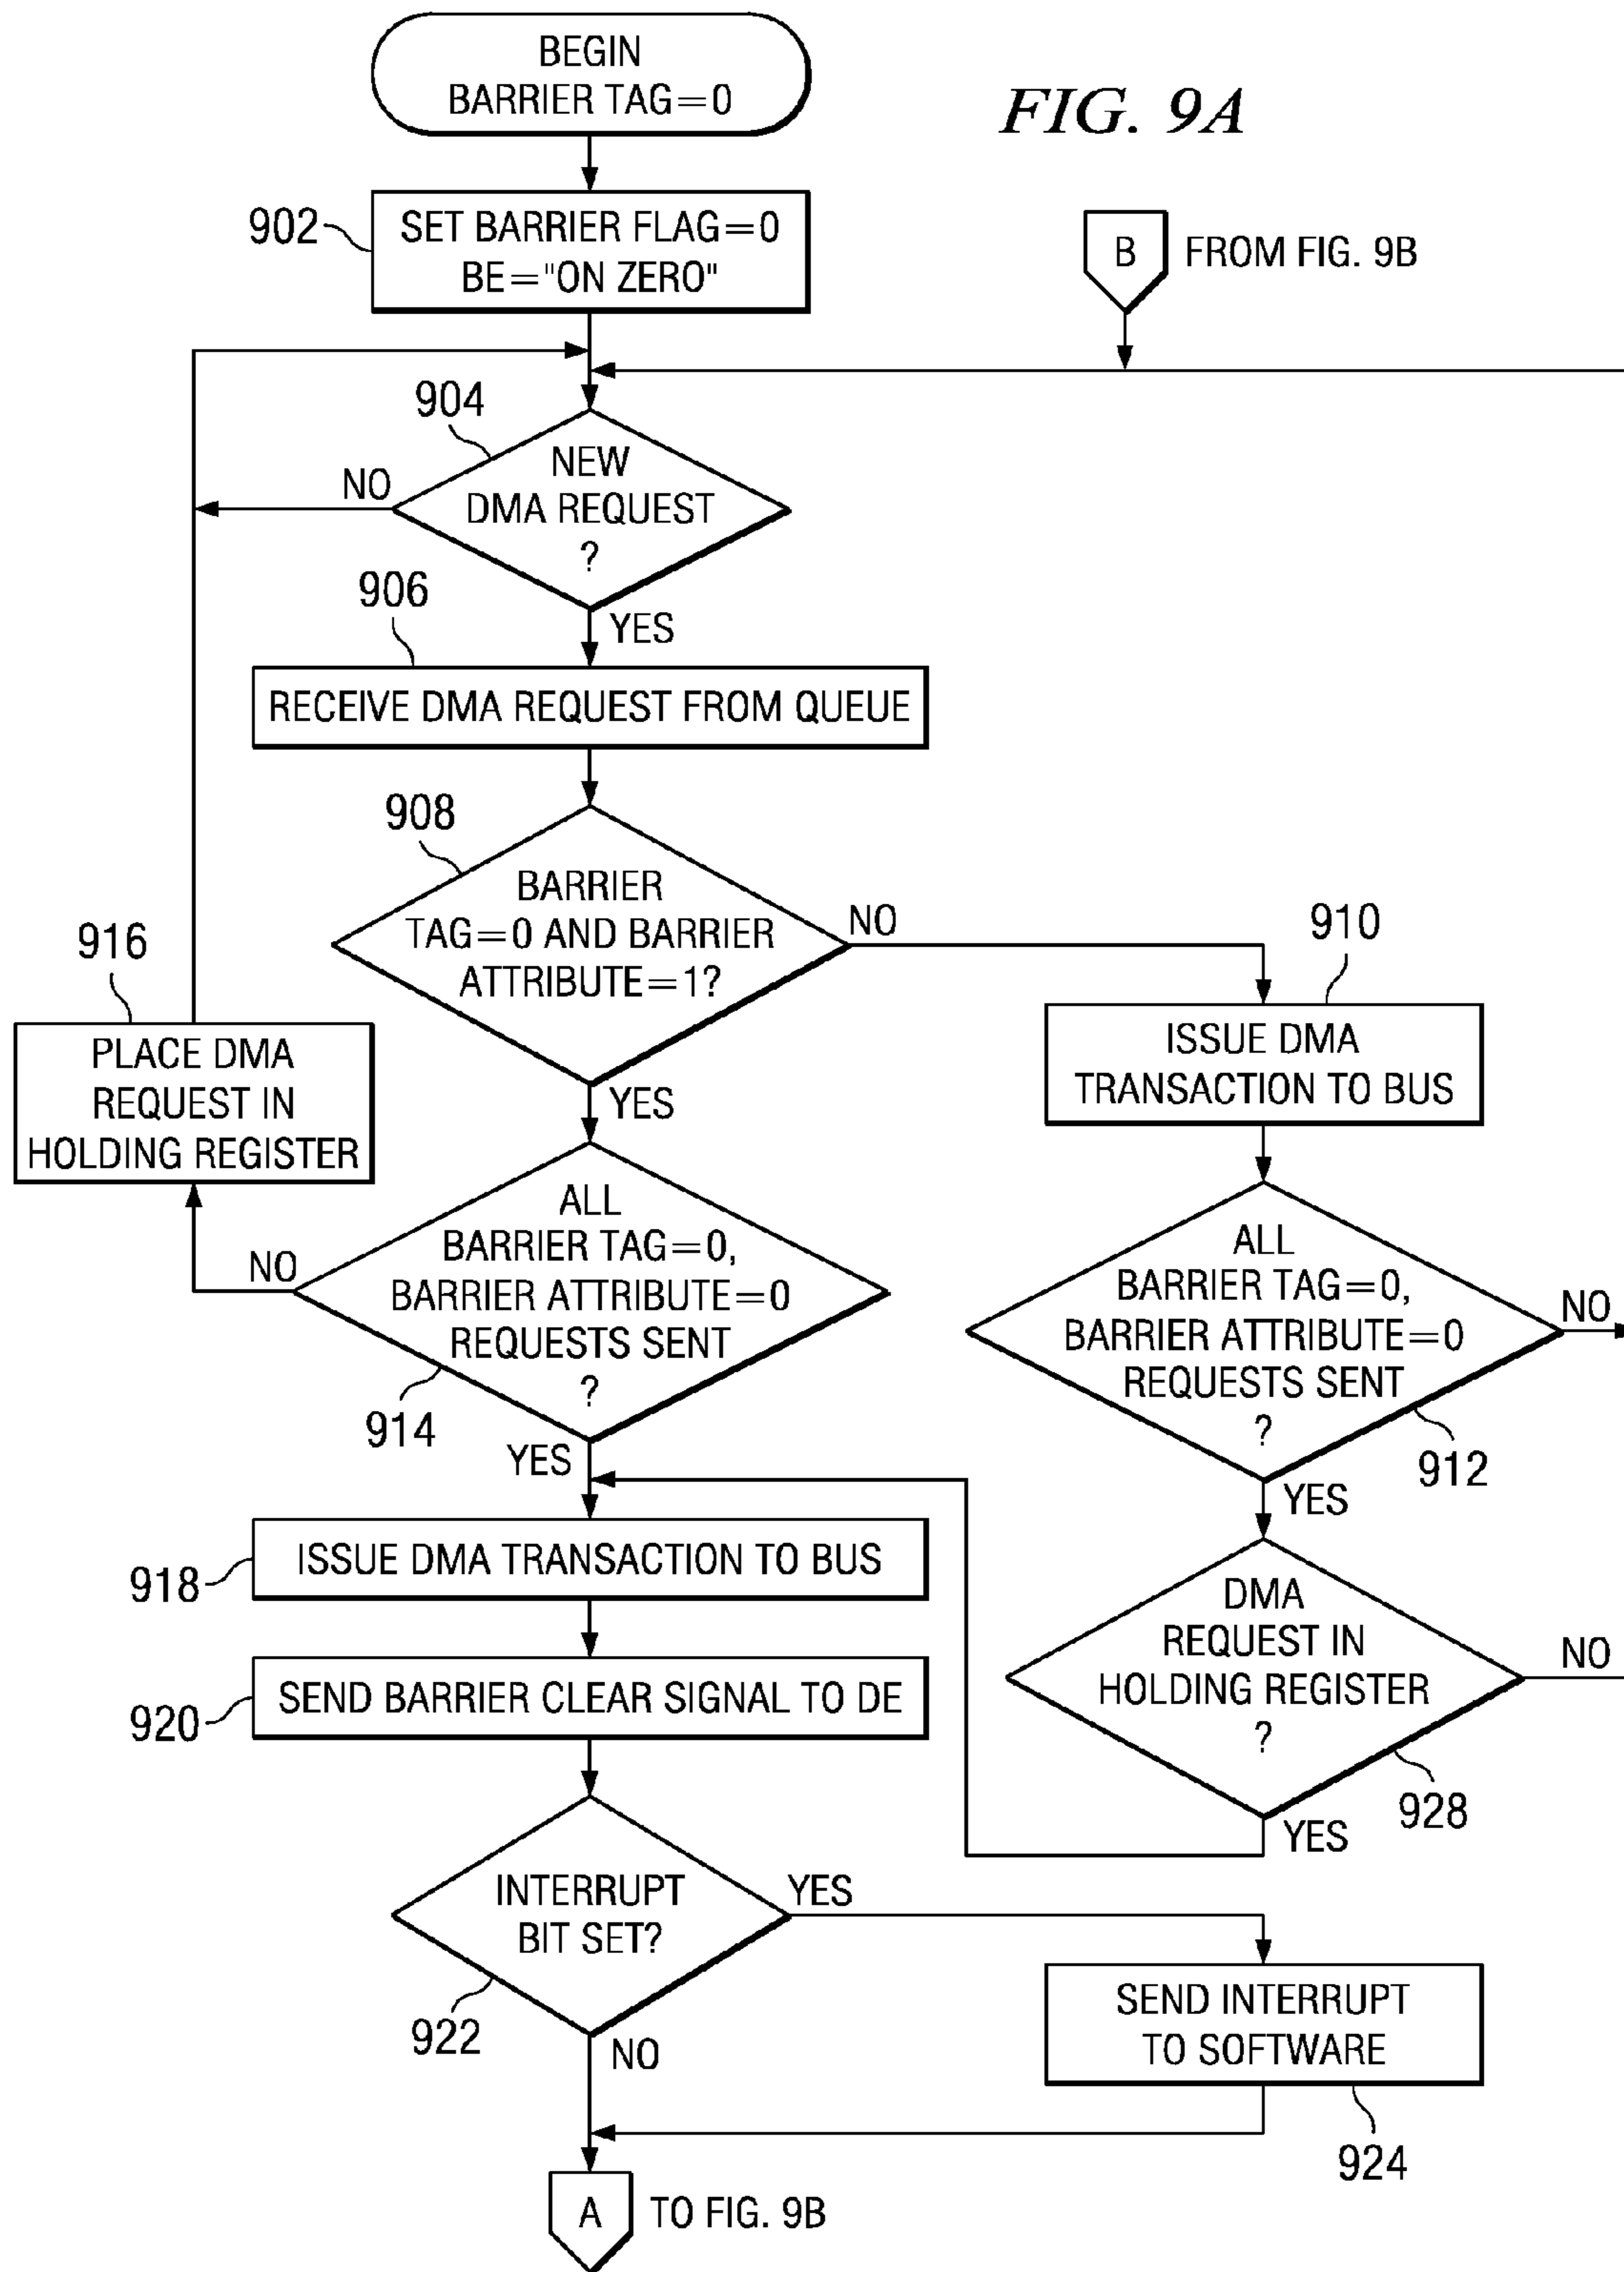 BEGIN
BARRIER TAG=0
FIG. 9A
902
SET BARRIER FLAG=0
BE="ON ZERO"
B
FROM FIG. 9B
904
NEW
DMA REQUEST
?
NO
YES
906
RECEIVE DMA REQUEST FROM QUEUE
908
BARRIER
TAG=0 AND BARRIER
ATTRIBUTE=1?
NO
YES
910
ISSUE DMA
TRANSACTION TO BUS
916
PLACE DMA
REQUEST IN
HOLDING REGISTER
ALL
BARRIER TAG=0,
BARRIER ATTRIBUTE=0
REQUESTS SENT
?
NO
914
YES
ALL
BARRIER TAG=0,
BARRIER ATTRIBUTE=0
REQUESTS SENT
?
NO
912
YES
918
ISSUE DMA TRANSACTION TO BUS
DMA
REQUEST IN
HOLDING REGISTER
?
NO
928
YES
920
SEND BARRIER CLEAR SIGNAL TO DE
INTERRUPT
BIT SET?
YES
922
NO
SEND INTERRUPT
TO SOFTWARE
924
A
TO FIG. 9B